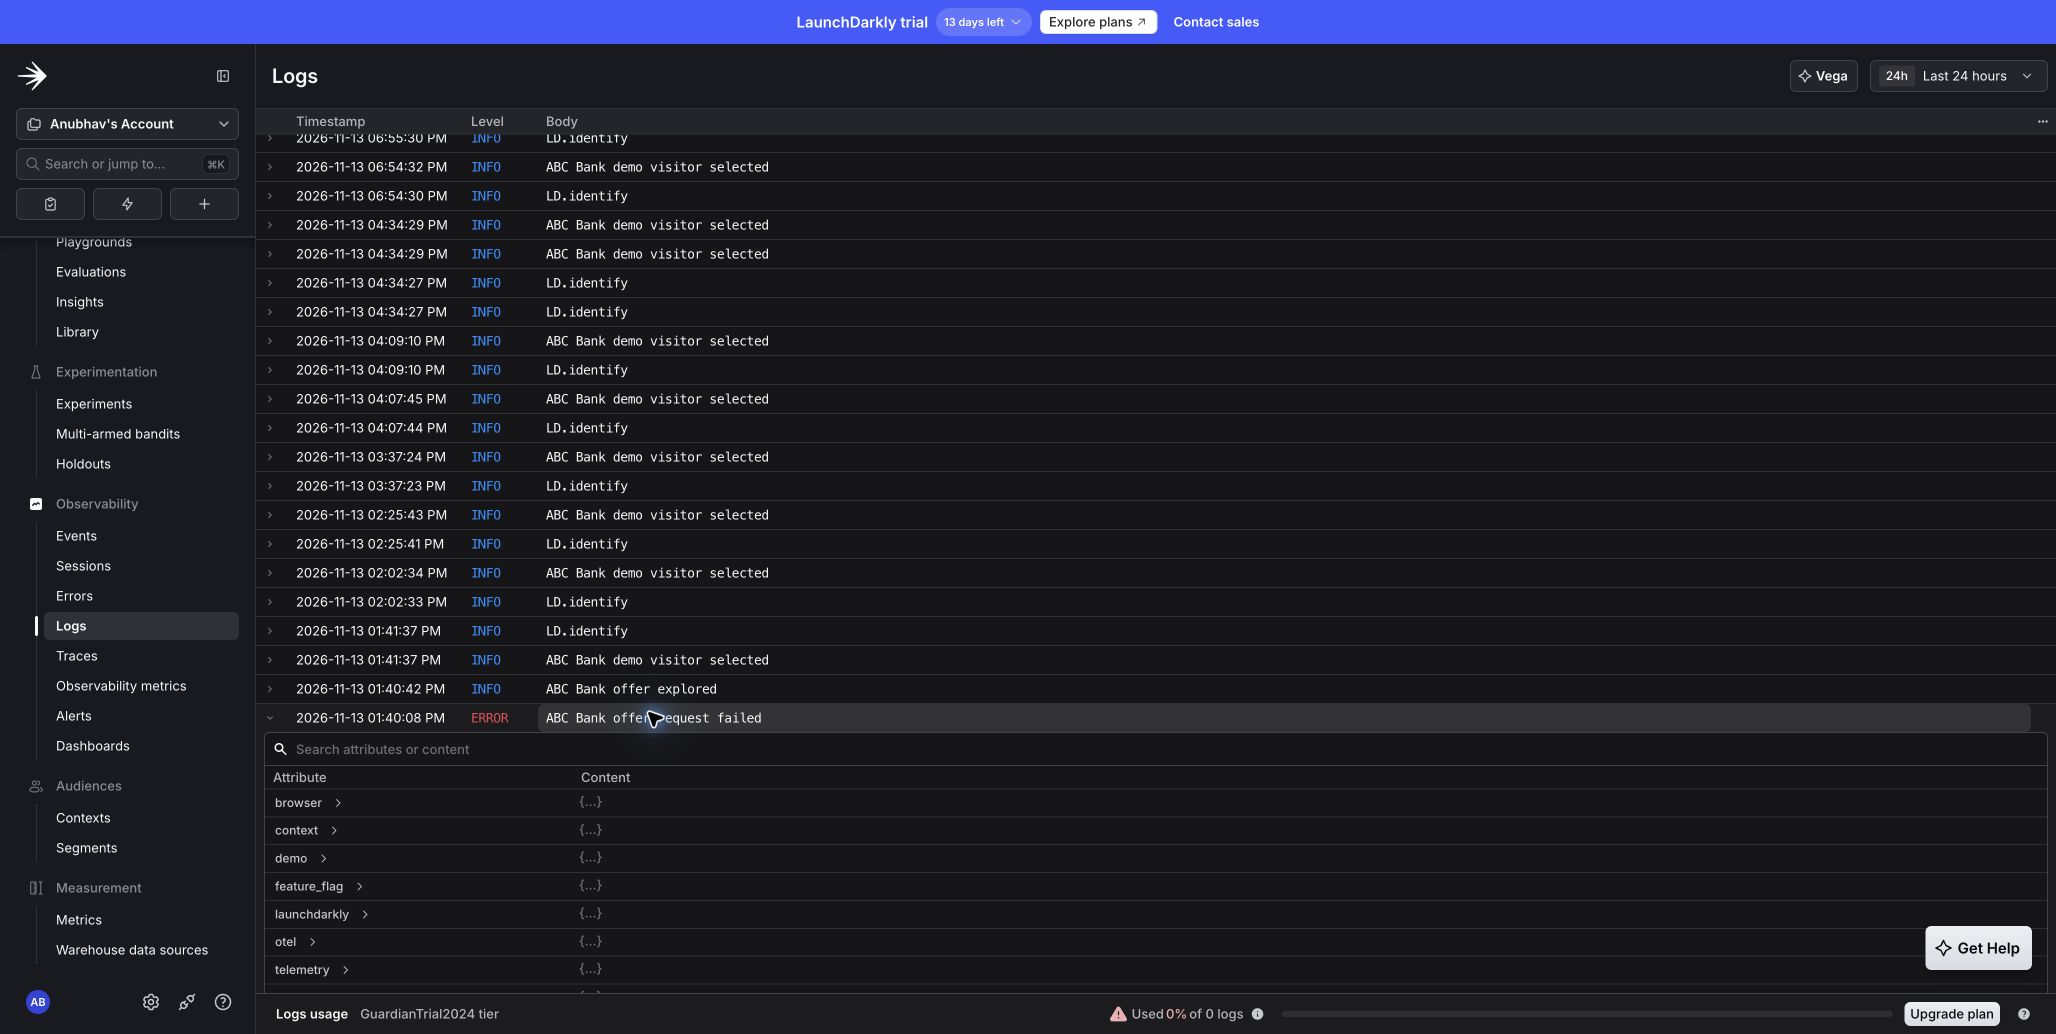 LaunchDarkly trial 13 days left Explore plans ↗ Contact sales
Logs
Vega
24h Last 24 hours
Anubhav's Account
Search or jump to... ⌘K
Playgrounds
Evaluations
Insights
Library
Experimentation
Experiments
Multi-armed bandits
Holdouts
Observability
Events
Sessions
Errors
Logs
Traces
Observability metrics
Alerts
Dashboards
Audiences
Contexts
Segments
Measurement
Metrics
Warehouse data sources
AB
Timestamp Level Body ...
2026-11-13 06:55:30 PM INFO LD.identify
2026-11-13 06:54:32 PM INFO ABC Bank demo visitor selected
2026-11-13 06:54:30 PM INFO LD.identify
2026-11-13 04:34:29 PM INFO ABC Bank demo visitor selected
2026-11-13 04:34:29 PM INFO ABC Bank demo visitor selected
2026-11-13 04:34:27 PM INFO LD.identify
2026-11-13 04:34:27 PM INFO LD.identify
2026-11-13 04:09:10 PM INFO ABC Bank demo visitor selected
2026-11-13 04:09:10 PM INFO LD.identify
2026-11-13 04:07:45 PM INFO ABC Bank demo visitor selected
2026-11-13 04:07:44 PM INFO LD.identify
2026-11-13 03:37:24 PM INFO ABC Bank demo visitor selected
2026-11-13 03:37:23 PM INFO LD.identify
2026-11-13 02:25:43 PM INFO ABC Bank demo visitor selected
2026-11-13 02:25:41 PM INFO LD.identify
2026-11-13 02:02:34 PM INFO ABC Bank demo visitor selected
2026-11-13 02:02:33 PM INFO LD.identify
2026-11-13 01:41:37 PM INFO LD.identify
2026-11-13 01:41:37 PM INFO ABC Bank demo visitor selected
2026-11-13 01:40:42 PM INFO ABC Bank offer explored
2026-11-13 01:40:08 PM ERROR ABC Bank offer request failed
Search attributes or content
Attribute Content
browser {...}
context {...}
demo {...}
feature_flag {...}
launchdarkly {...}
otel {...}
telemetry {...}
Get Help
Logs usage GuardianTrial2024 tier
Used 0% of 0 logs
Upgrade plan